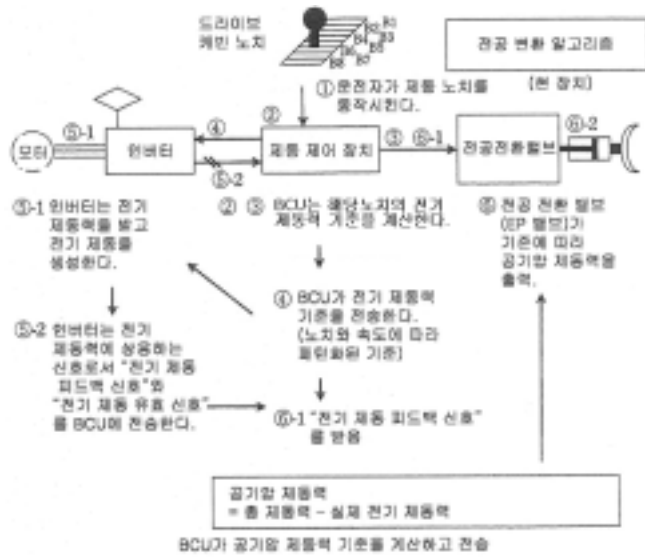 드라이브
캐빈 노치
B1
B2
B3
B4
B5
B6
B7
B8
전공 변환 알고리즘
(본 장치)
① 운전자가 제동 노치를
동작시킨다.
⑤-1
④
②
③ ⑥-1
⑥-2
모터
인버터
제동 제어 장치
전공전환밸브
⑤-2
⑤-1 인버터는 전기
제동력을 받고
전기 제동을
생성한다.
② ③ BCU는 해당노치의 전기
제동력 기준을 계산한다.
⑥ 전공 전환 밸브
(EP 밸브)가
기준에 따라
공기압 제동력을
출력.
④ BCU가 전기 제동력
기준을 전송한다.
(노치와 속도에 따라
패턴화된 기준)
⑤-2 인버터는 전기
제동력에 상응하는
신호로서 "전기 제동
피드백 신호"와
"전기 제동 유효 신호"
를 BCU에 전송한다.
⑥-1 "전기 제동 피드백 신호"
를 받음
공기압 제동력
= 총 제동력 - 실제 전기 제동력
BCU가 공기압 제동력 기준을 계산하고 전송